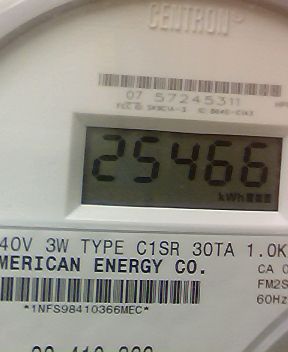 CENTRON®
07 57245311
25466
kWh
40V 3W TYPE C1SR 30TA 1.0K
MERICAN ENERGY CO.
CA 0
FM2S
60Hz
*1NFS98410366MEC*